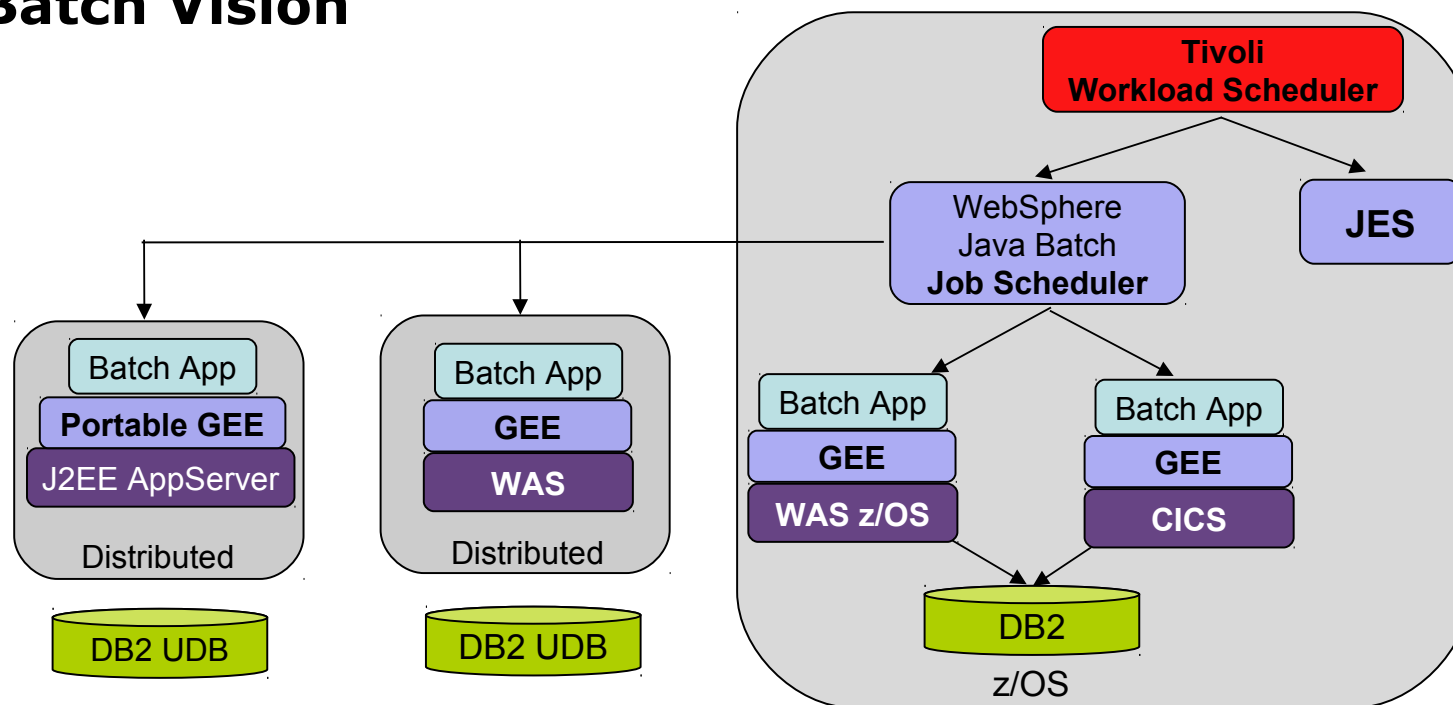 Batch Vision
Tivoli
Workload Scheduler
WebSphere
Java Batch
Job Scheduler
JES
Batch App
Portable GEE
J2EE AppServer
Distributed
DB2 UDB
Batch App
GEE
WAS
Distributed
DB2 UDB
Batch App
GEE
WAS z/OS
Batch App
GEE
CICS
DB2
z/OS